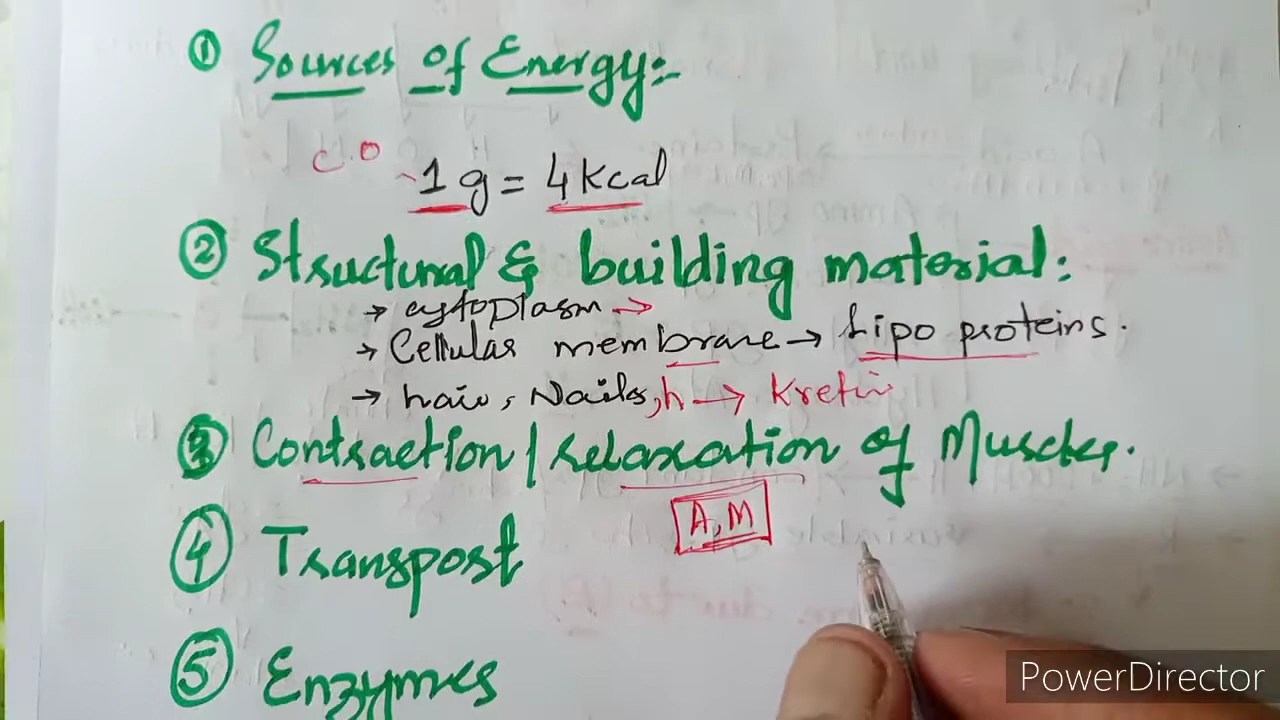 ① Sources of Energy:-
C.O
1g = 4Kcal
② Structural & building material:
→ cytoplasm →
→ Cellular membrane → Lipo proteins.
→ hair, Nails, h → Kretin
③ Contraction / relaxation of Muscles.
A, M
④ Transport
⑤ Enzymes
PowerDirector